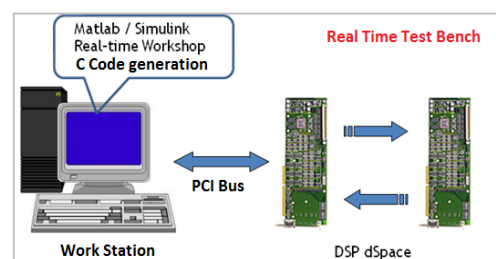 Matlab / Simulink
Real-time Workshop
C Code generation
Real Time Test Bench
PCI Bus
Work Station
DSP dSpace